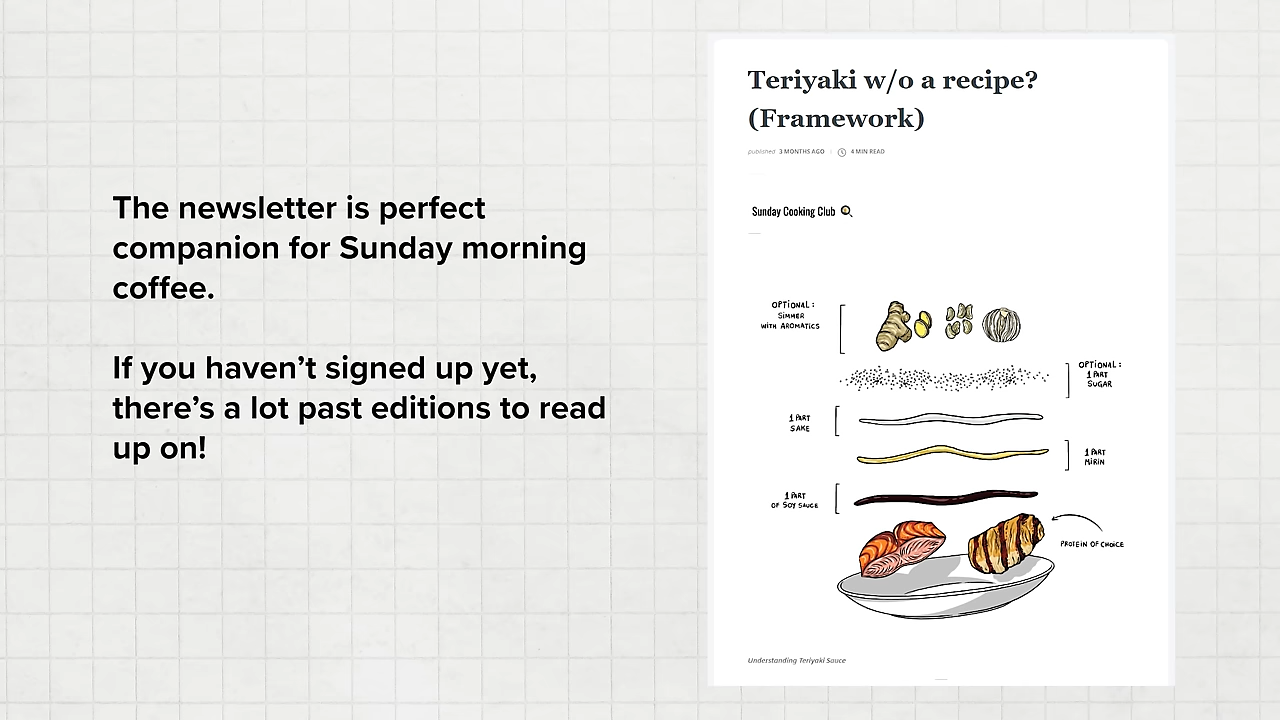 The newsletter is perfect
companion for Sunday morning
coffee.
If you haven’t signed up yet,
there’s a lot past editions to read
up on!
Teriyaki w/o a recipe?
(Framework)
published 3 MONTHS AGO | 4 MIN READ
Sunday Cooking Club
OPTIONAL:
SIMMER
WITH AROMATICS
OPTIONAL:
1 PART
SUGAR
1 PART
SAKE
1 PART
MIRIN
1 PART
OF SOY SAUCE
PROTEIN OF CHOICE
Understanding Teriyaki Sauce